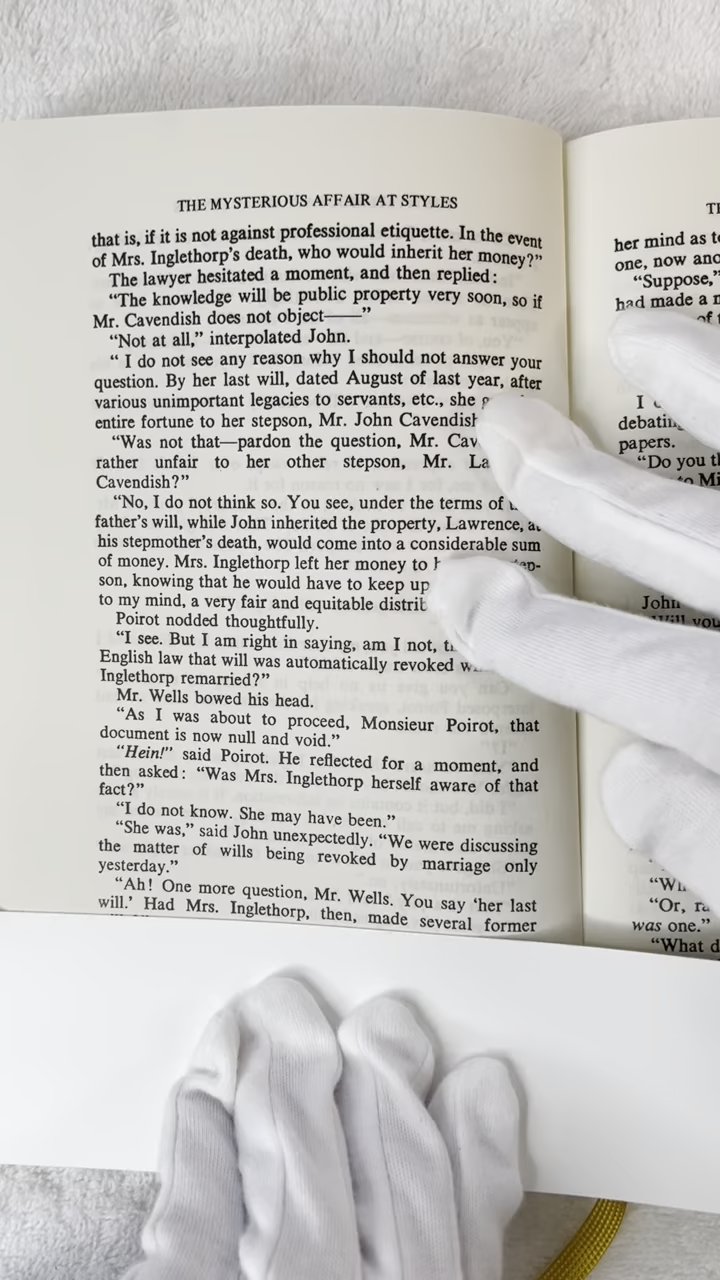 THE MYSTERIOUS AFFAIR AT STYLES
that is, if it is not against professional etiquette. In the event
of Mrs. Inglethorp's death, who would inherit her money?”
The lawyer hesitated a moment, and then replied:
“The knowledge will be public property very soon, so if
Mr. Cavendish does not object——”
“Not at all,” interpolated John.
“ I do not see any reason why I should not answer your
question. By her last will, dated August of last year, after
various unimportant legacies to servants, etc., she
entire fortune to her stepson, Mr. John
“Was not that—pardon the question, Mr.
rather unfair to her other stepson, Mr.
Cavendish?”
“No, I do not think so. You see, under the terms of
father's will, while John inherited the property, Lawrence,
his stepmother's death, would come into a considerable sum
of money. Mrs. Inglethorp left her money to
son, knowing that he would have to keep up
to my mind, a very fair and equitable
Poirot nodded thoughtfully.
“I see. But I am right in saying, am I not,
English law that will was automatically revoked
Inglethorp remarried?”
Mr. Wells bowed his head.
“As I was about to proceed, Monsieur Poirot, that
document is now null and void.”
“Hein!” said Poirot. He reflected for a moment, and
then asked: “Was Mrs. Inglethorp herself aware of that
fact?”
“I do not know. She may have been.”
“She was,” said John unexpectedly. “We were discussing
the matter of wills being revoked by marriage only
yesterday.”
“Ah! One more question, Mr. Wells. You say ‘her last
will.’ Had Mrs. Inglethorp, then, made several former
her mind as
one, now
“Suppose,”
had made a
I
papers.
“Do you
John
you
“Or,
was one.”
“What